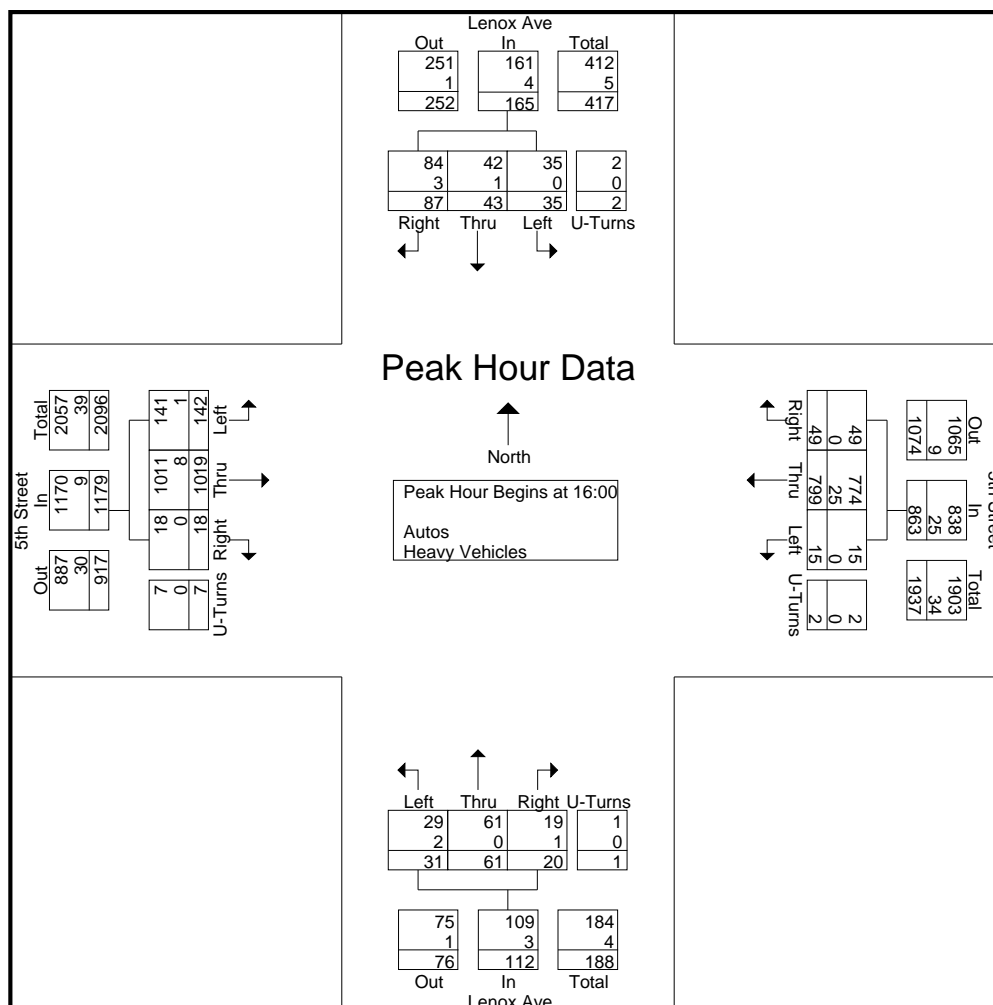 Lenox Ave
Out In Total
251 161 412
1 4 5
252 165 417
84 42 35 2
3 1 0 0
87 43 35 2
Right Thru Left U-Turns
Peak Hour Data
North
Peak Hour Begins at 16:00
Autos
Heavy Vehicles
5th Street
Total In Out
2057 1170 887
39 9 30
2096 1179 917
141 1011 18 7
1 8 0 0
142 1019 18 7
Left Thru Right U-Turns
Out In Total
1065 838 1903
9 25 34
1074 863 1937
49 774 15 2
0 25 0 0
49 799 15 2
Right Thru Left U-Turns
Left Thru Right U-Turns
29 61 19 1
2 0 1 0
31 61 20 1
75 109 184
1 3 4
76 112 188
Out In Total
Lenox Ave